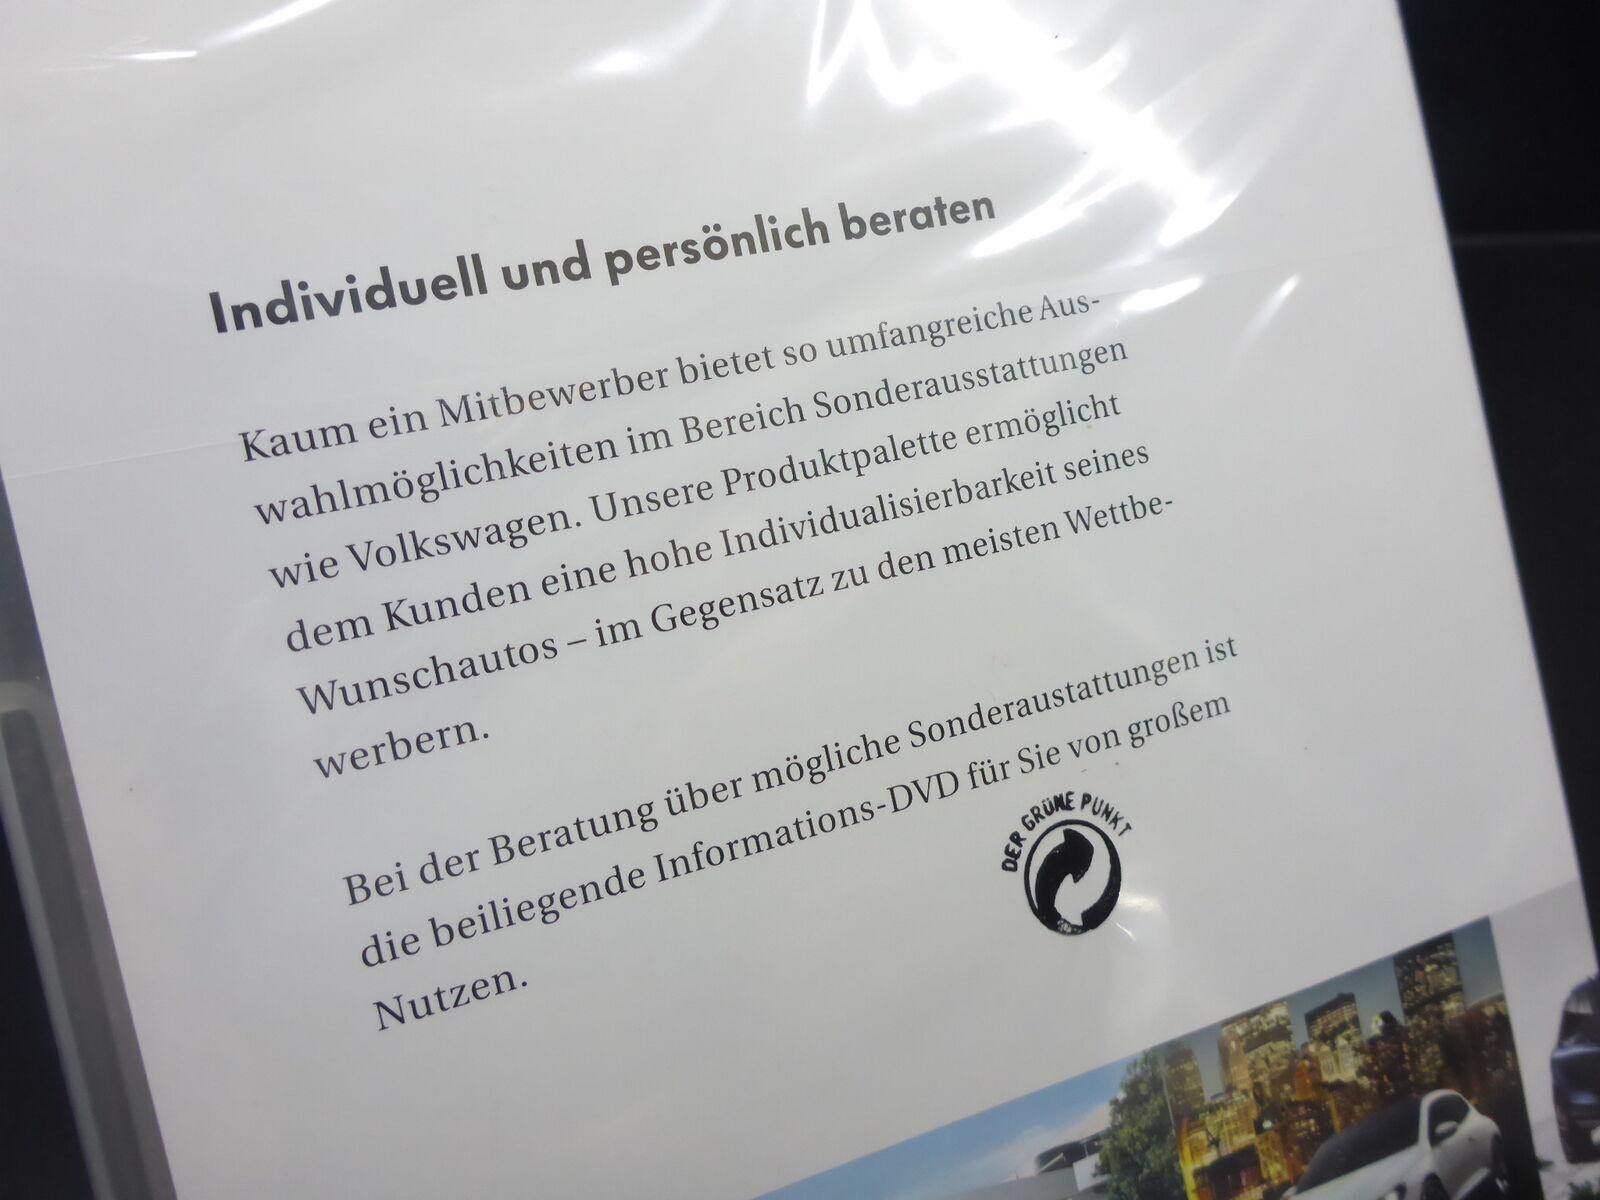 Individuell und persönlich beraten
Kaum ein Mitbewerber bietet so umfangreiche Aus-
wahlmöglichkeiten im Bereich Sonderausstattungen
wie Volkswagen. Unsere Produktpalette ermöglicht
dem Kunden eine hohe Individualisierbarkeit seines
Wunschautos – im Gegensatz zu den meisten Wettbe-
werbern.
Bei der Beratung über mögliche Sonderaustattungen ist
die beiliegende Informations-DVD für Sie von großem
Nutzen.
DER GRÜNE PUNKT